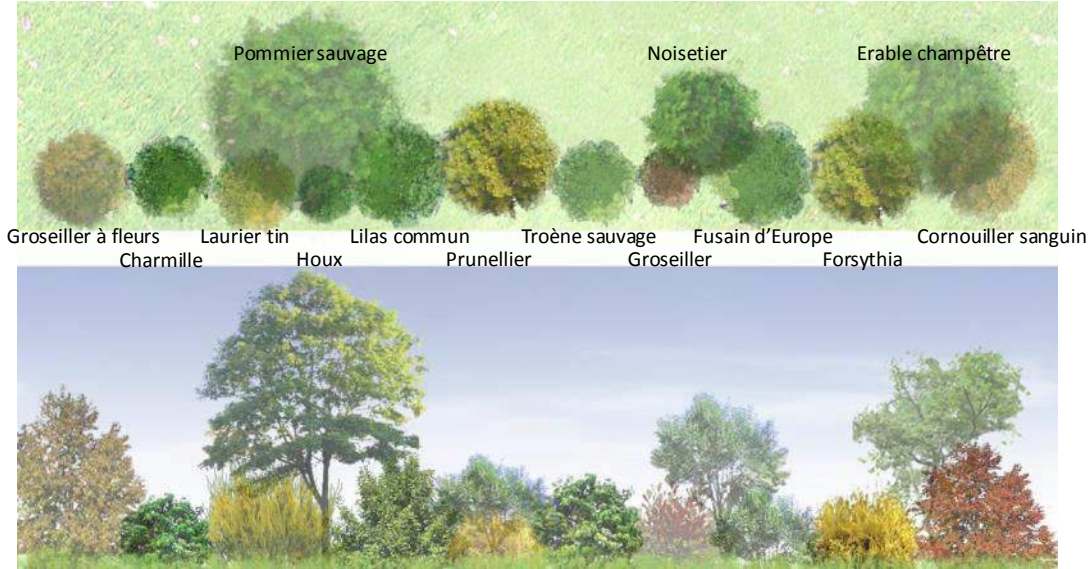 Pommier sauvage
Noisetier
Erable champêtre
Groseiller à fleurs
Laurier tin
Lilas commun
Troène sauvage
Fusain d'Europe
Cornouiller sanguin
Charmille
Houx
Prunellier
Groseiller
Forsythia